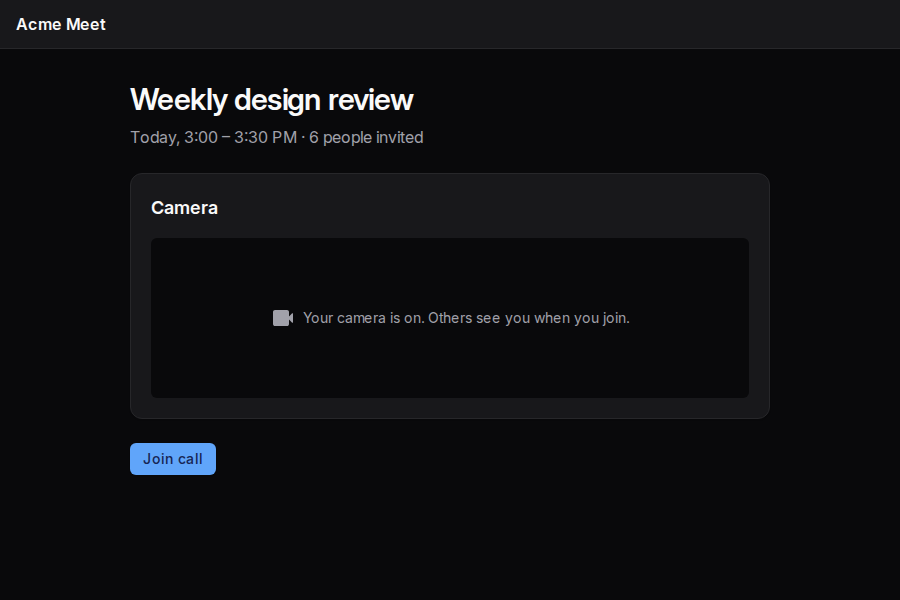 Acme Meet
Weekly design review
Today, 3:00 – 3:30 PM · 6 people invited
Camera
Your camera is on. Others see you when you join.
Join call